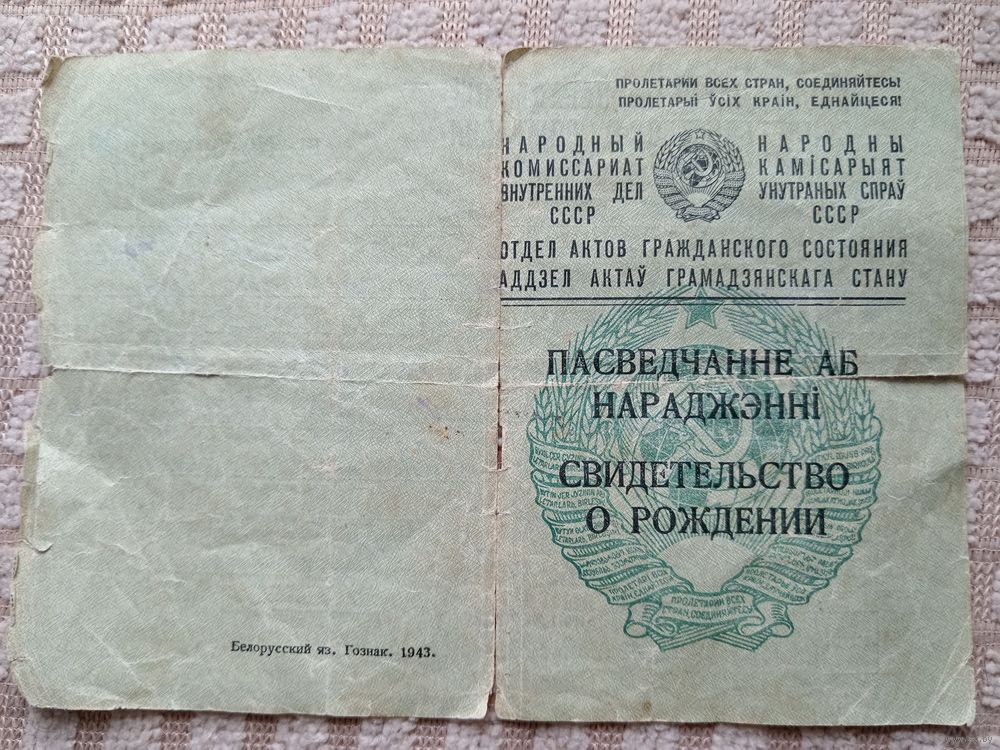 Белорусский яз. Гознак. 1943.
ПРОЛЕТАРИИ ВСЕХ СТРАН, СОЕДИНЯЙТЕСЬ!
ПРОЛЕТАРЫІ ЎСІХ КРАІН, ЕДНАЙЦЕСЯ!
НАРОДНЫЙ
КОМИССАРИАТ
ВНУТРЕННИХ ДЕЛ
СССР
НАРОДНЫ
КАМІСАРЫЯТ
УНУТРАНЫХ СПРАЎ
СССР
ОТДЕЛ АКТОВ ГРАЖДАНСКОГО СОСТОЯНИЯ
АДДЗЕЛ АКТАЎ ГРАМАДЗЯНСКАГА СТАНУ
ПАСВЕДЧАННЕ АБ
НАРАДЖЭННІ
СВИДЕТЕЛЬСТВО
О РОЖДЕНИИ
ПРОЛЕТАРИИ ВСЕХ
СТРАН, СОЕДИНЯЙТЕСЬ!